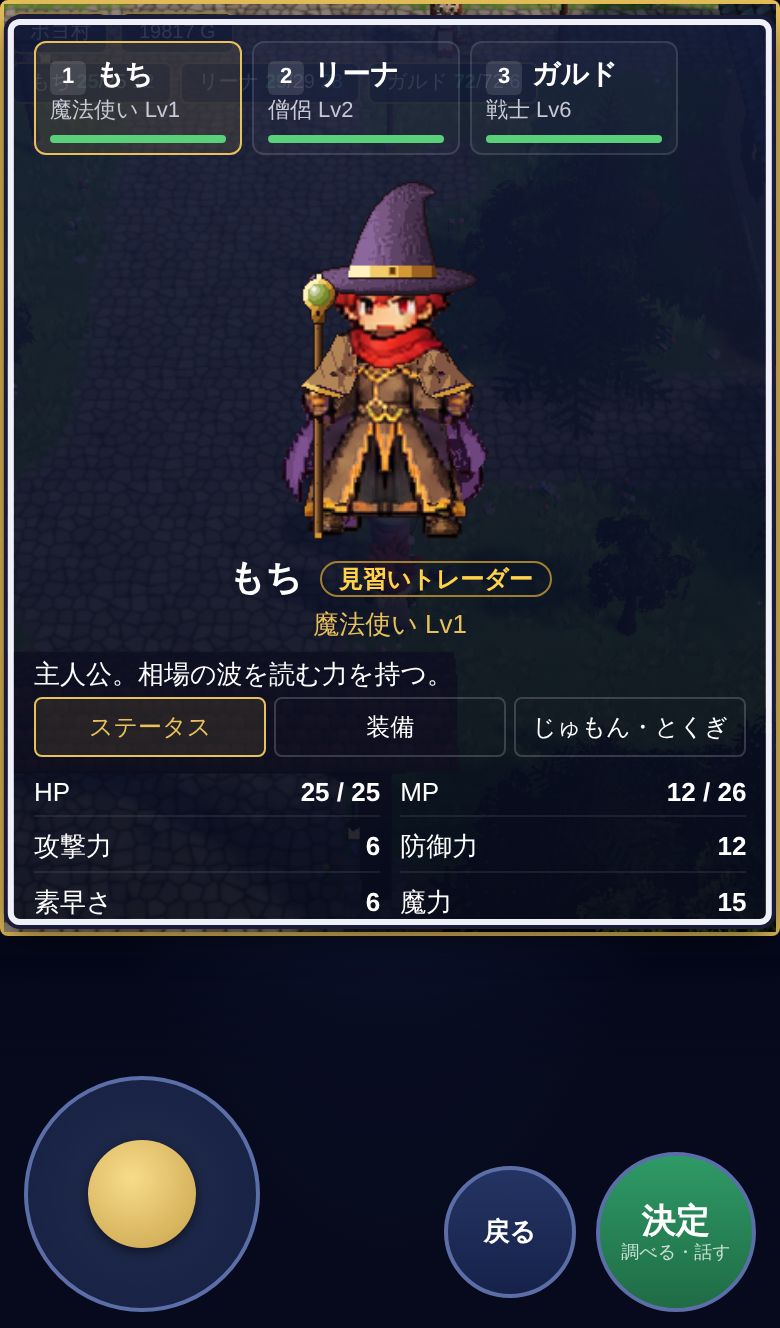 ポヨ村 19817 G
1 もち
魔法使い Lv1
2 リーナ
僧侶 Lv2
3 ガルド
戦士 Lv6
もち 見習いトレーダー
魔法使い Lv1
主人公。相場の波を読む力を持つ。
ステータス 装備 じゅもん・とくぎ
HP 25 / 25 MP 12 / 26
攻撃力 6 防御力 12
素早さ 6 魔力 15
戻る
決定
調べる・話す